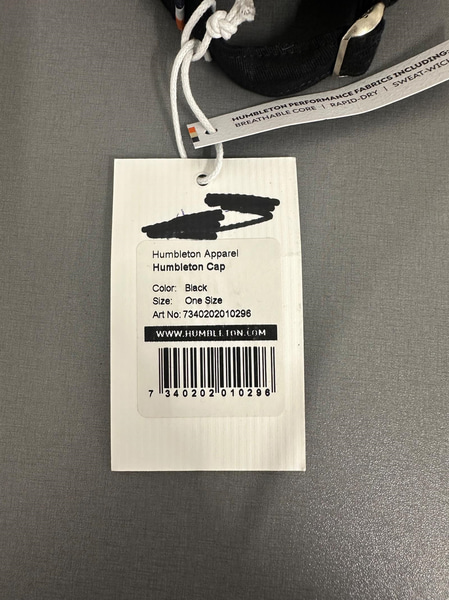 HUMBLETON PERFORMANCE FABRICS INCLUDING:
BREATHABLE CORE | RAPID-DRY | SWEAT-WIC
Humbleton Apparel
Humbleton Cap
Color: Black
Size: One Size
Art No: 7340202010296
WWW.HUMBLETON.COM
7 340202 010296